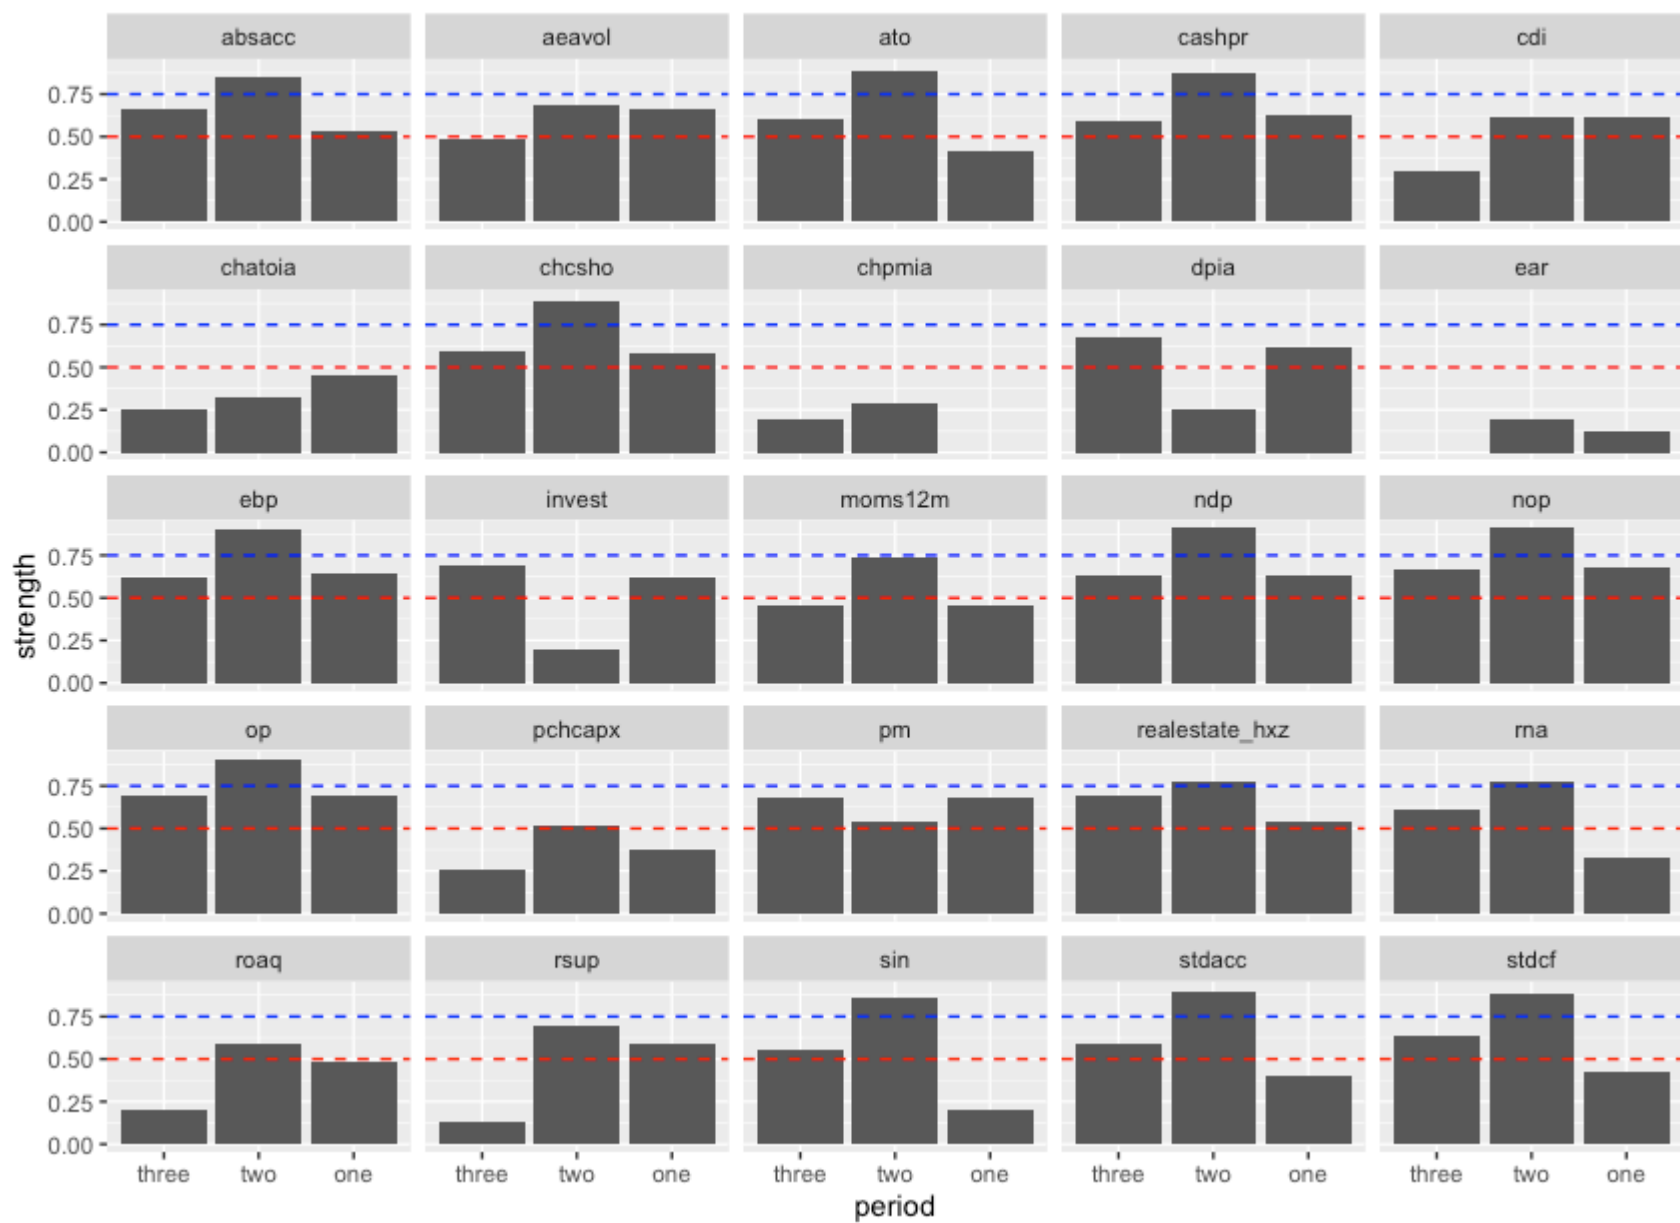 absacc aeavol ato cashpr cdi
0.75
0.50
0.25
0.00
chatoia chcsho chpmia dpia ear
0.75
0.50
0.25
0.00
ebp invest moms12m ndp nop
0.75
0.50
0.25
0.00
strength
op pchcapx pm realestate_hxz rna
0.75
0.50
0.25
0.00
roaq rsup sin stdacc stdcf
0.75
0.50
0.25
0.00
three two one three two one three two one three two one three two one
period